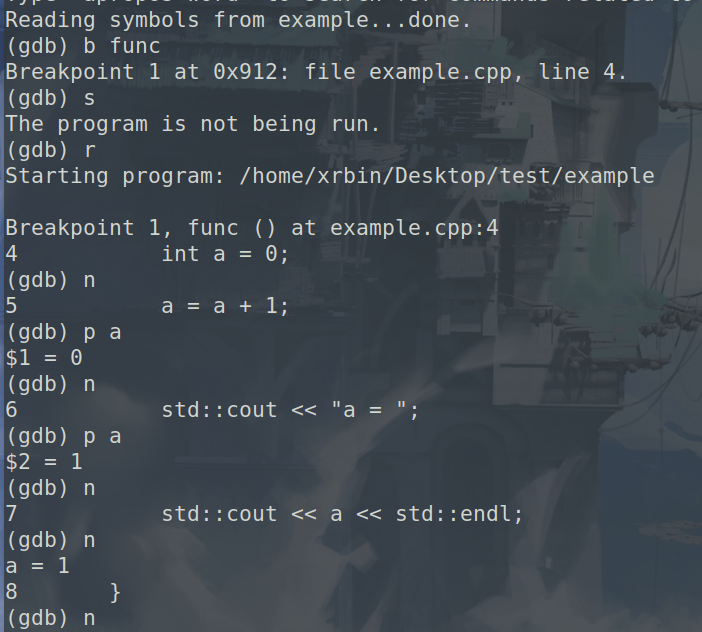 Reading symbols from example...done.
(gdb) b func
Breakpoint 1 at 0x912: file example.cpp, line 4.
(gdb) s
The program is not being run.
(gdb) r
Starting program: /home/xrbin/Desktop/test/example
Breakpoint 1, func () at example.cpp:4
4           int a = 0;
(gdb) n
5           a = a + 1;
(gdb) p a
$1 = 0
(gdb) n
6           std::cout << "a = ";
(gdb) p a
$2 = 1
(gdb) n
7           std::cout << a << std::endl;
(gdb) n
a = 1
8       }
(gdb) n